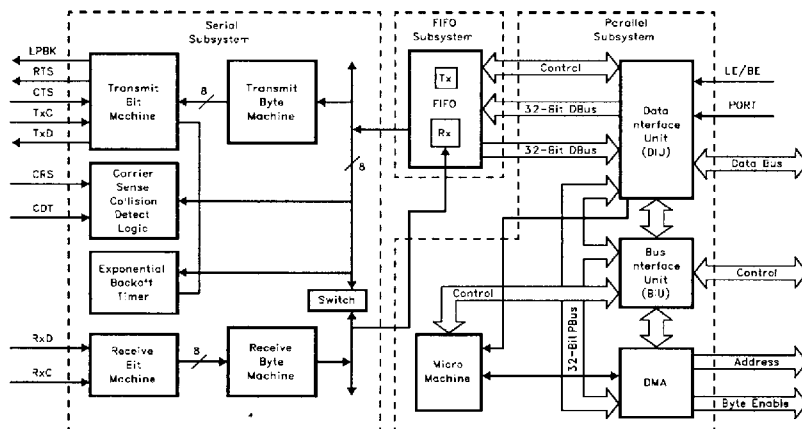 Serial
Subsystem
FIFO
Subsystem
Parallel
Subsystem
LPBK
RTS
CTS
TxC
TxD
Transmit
Bit
Machine
8
Transmit
Byte
Machine
8
Tx
FIFO
Rx
Control
32-Bit DBus
32-Bit DBus
Data
Interface
Unit
(DIU)
LE/BE
PORT
Data Bus
CRS
CDT
Carrier
Sense
Collision
Detect
Logic
Exponential
Backoff
Timer
Switch
Control
Bus
Interface
Unit
(BIU)
Control
32-Bit PBus
RxD
RxC
Receive
Bit
Machine
8
Receive
Byte
Machine
Micro
Machine
DMA
Address
Byte Enable